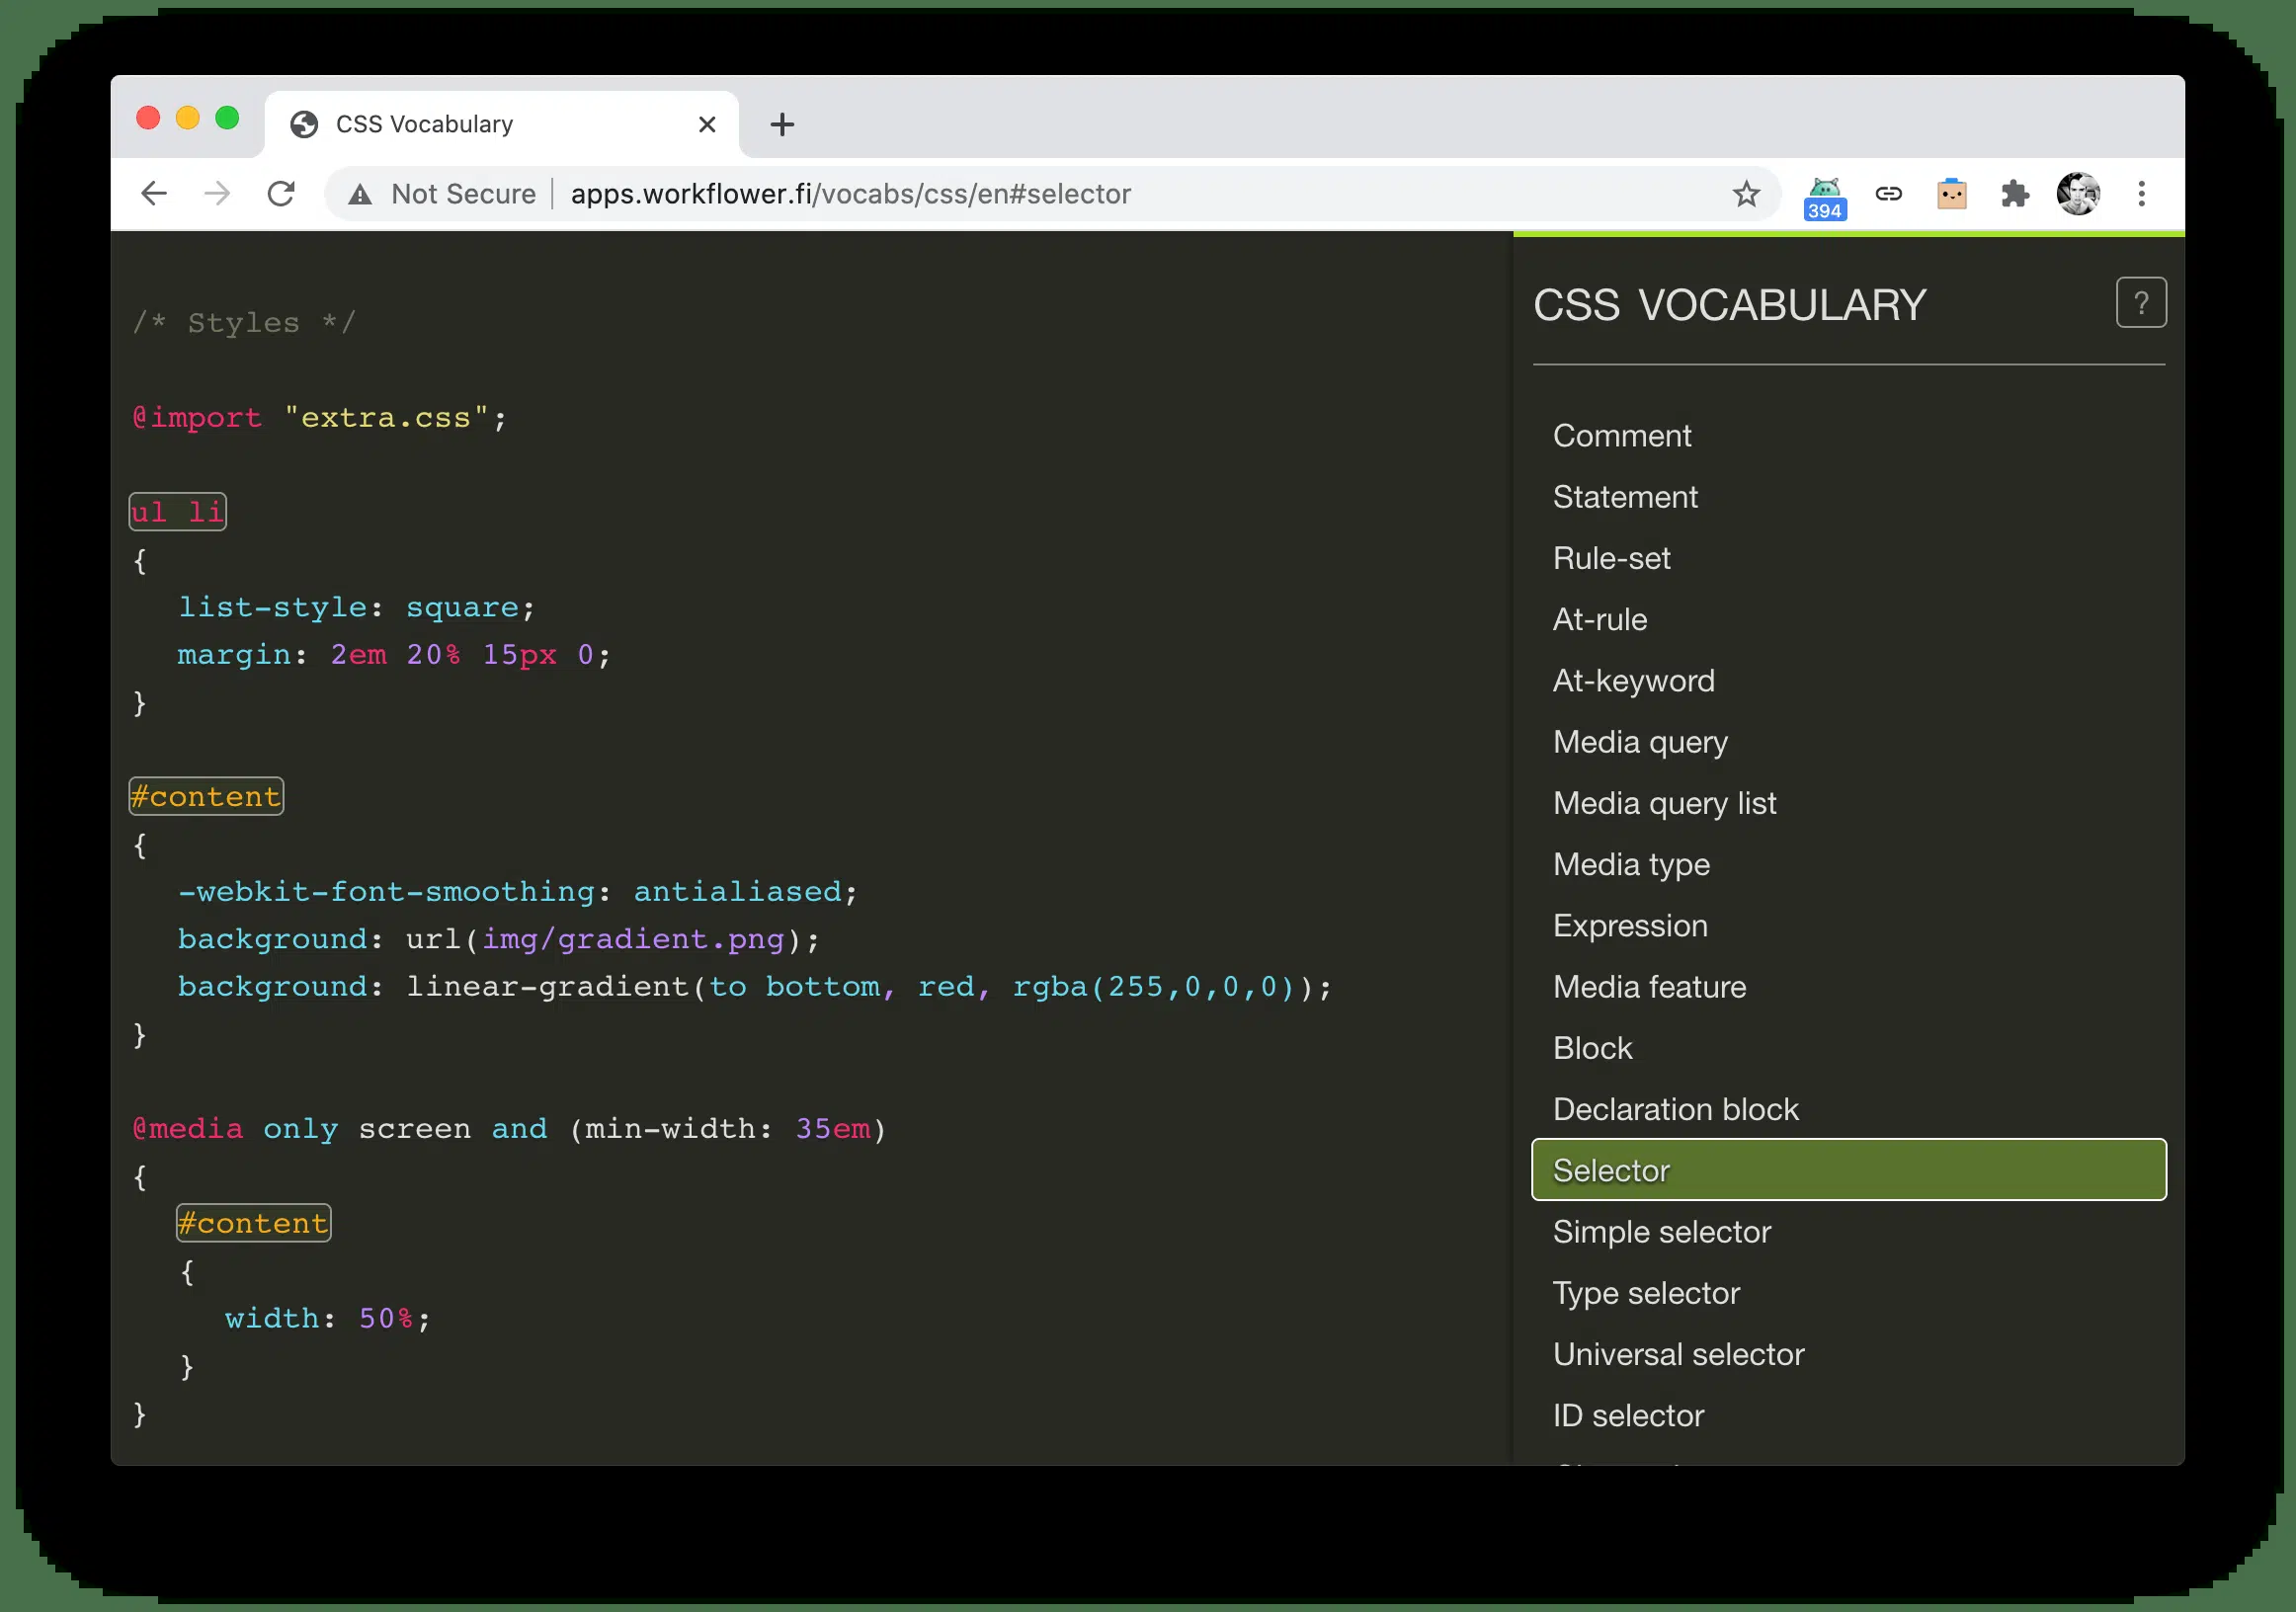 CSS Vocabulary
Not Secure apps.workflower.fi/vocabs/css/en#selector
394
/* Styles */
@import "extra.css";
ul li
{
list-style: square;
margin: 2em 20% 15px 0;
}
#content
{
-webkit-font-smoothing: antialiased;
background: url(img/gradient.png);
background: linear-gradient(to bottom, red, rgba(255,0,0,0));
}
@media only screen and (min-width: 35em)
{
#content
{
width: 50%;
}
}
CSS VOCABULARY
?
Comment
Statement
Rule-set
At-rule
At-keyword
Media query
Media query list
Media type
Expression
Media feature
Block
Declaration block
Selector
Simple selector
Type selector
Universal selector
ID selector